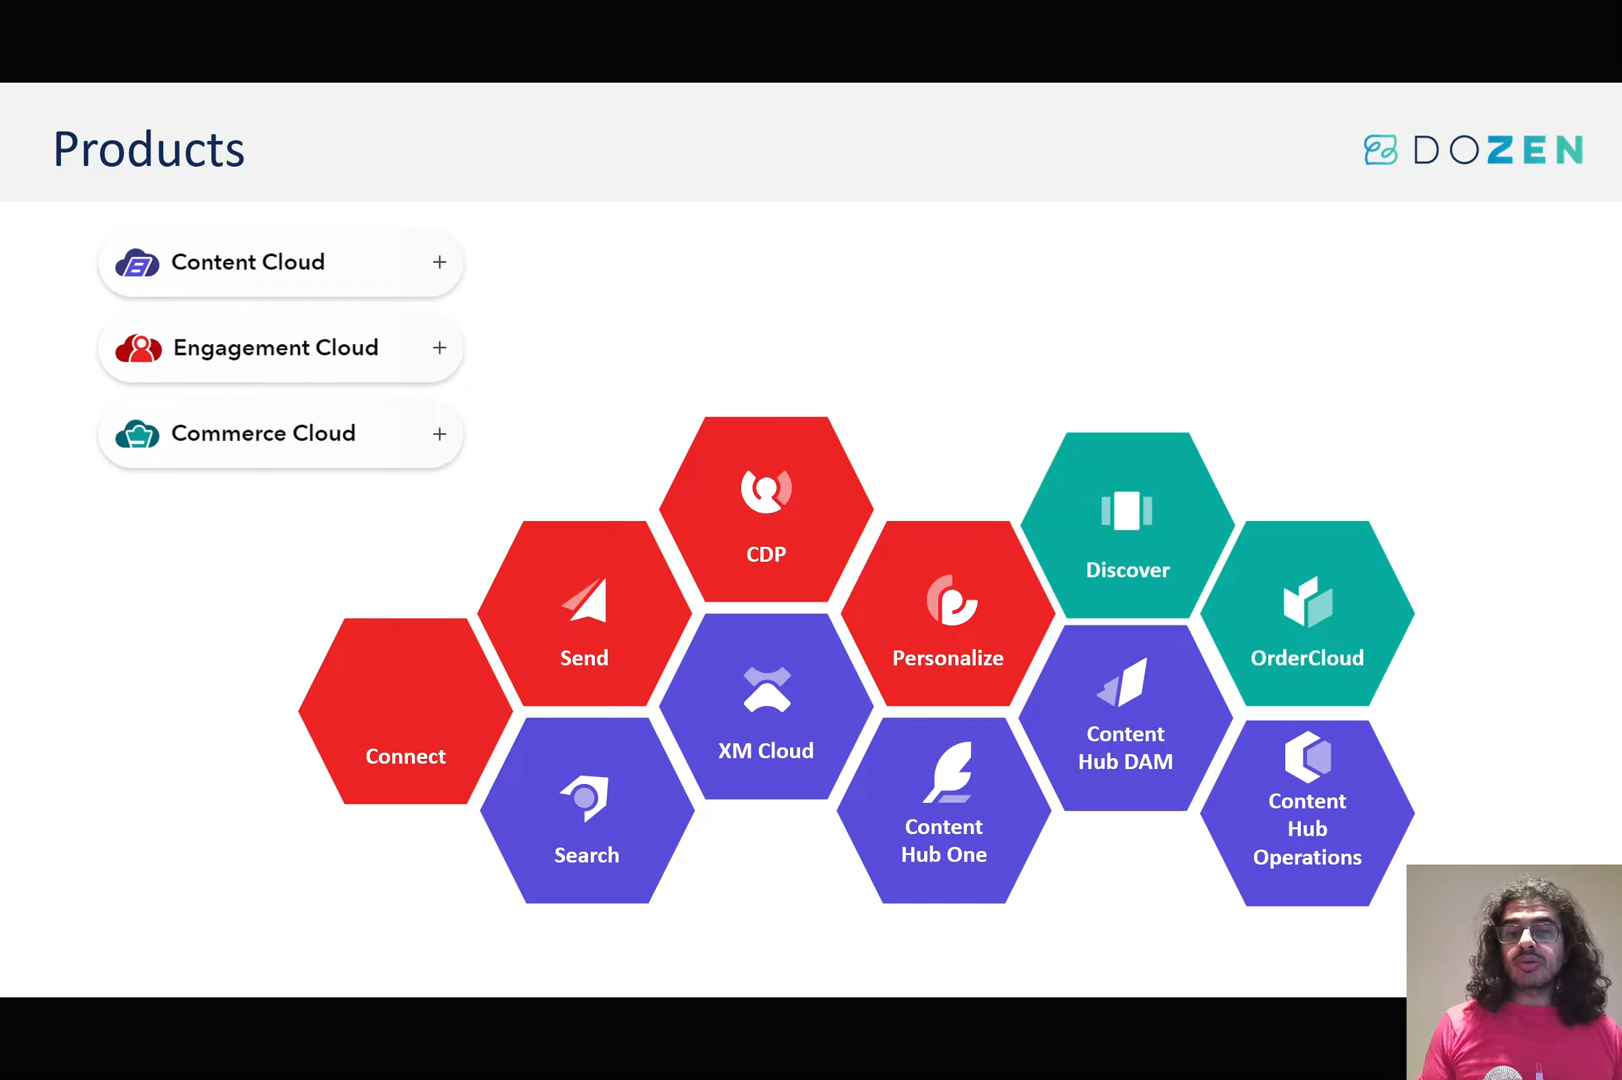 Products
DOZEN
Content Cloud +
Engagement Cloud +
Commerce Cloud +
CDP
Discover
Send
Personalize
OrderCloud
Connect
XM Cloud
Content
Hub DAM
Search
Content
Hub One
Content
Hub
Operations